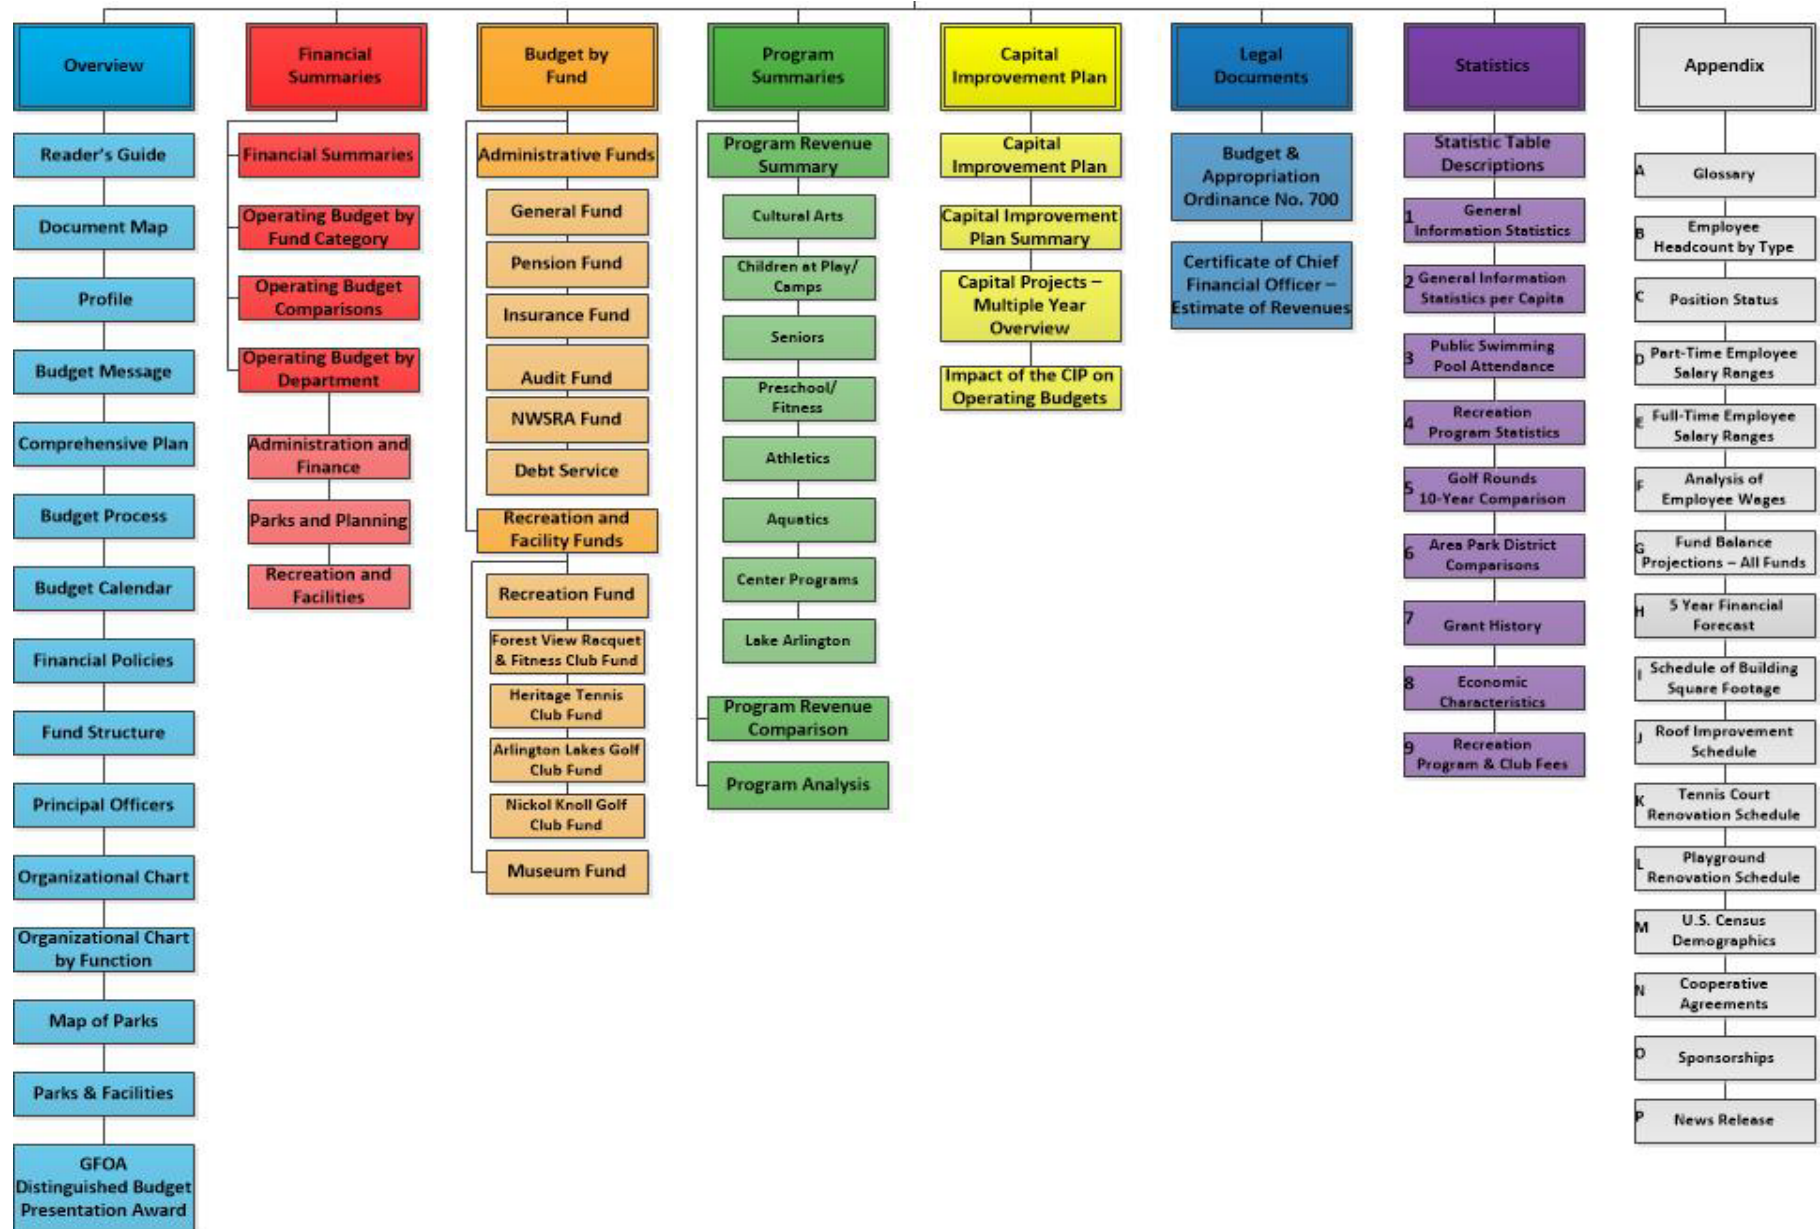 Overview
Reader's Guide
Document Map
Profile
Budget Message
Comprehensive Plan
Budget Process
Budget Calendar
Financial Policies
Fund Structure
Principal Officers
Organizational Chart
Organizational Chart
by Function
Map of Parks
Parks & Facilities
GFOA
Distinguished Budget
Presentation Award
Financial
Summaries
Financial Summaries
Operating Budget by
Fund Category
Operating Budget
Comparisons
Operating Budget by
Department
Administration and
Finance
Parks and Planning
Recreation and
Facilities
Budget by
Fund
Administrative Funds
General Fund
Pension Fund
Insurance Fund
Audit Fund
NWSRA Fund
Debt Service
Recreation and
Facility Funds
Recreation Fund
Forest View Racquet
& Fitness Club Fund
Heritage Tennis
Club Fund
Arlington Lakes Golf
Club Fund
Nickol Knoll Golf
Club Fund
Museum Fund
Program
Summaries
Program Revenue
Summary
Cultural Arts
Children at Play/
Camps
Seniors
Preschool/
Fitness
Athletics
Aquatics
Center Programs
Lake Arlington
Program Revenue
Comparison
Program Analysis
Capital
Improvement Plan
Capital
Improvement Plan
Capital Improvement
Plan Summary
Capital Projects –
Multiple Year
Overview
Impact of the CIP on
Operating Budgets
Legal
Documents
Budget &
Appropriation
Ordinance No. 700
Certificate of Chief
Financial Officer –
Estimate of Revenues
Statistics
Statistic Table
Descriptions
1 General
Information Statistics
2 General Information
Statistics per Capita
3 Public Swimming
Pool Attendance
4 Recreation
Program Statistics
5 Golf Rounds
10-Year Comparison
6 Area Park District
Comparisons
7 Grant History
8 Economic
Characteristics
9 Recreation
Program & Club Fees
Appendix
A Glossary
B Employee
Headcount by Type
C Position Status
D Part-Time Employee
Salary Ranges
E Full-Time Employee
Salary Ranges
F Analysis of
Employee Wages
G Fund Balance
Projections – All Funds
H 5 Year Financial
Forecast
I Schedule of Building
Square Footage
J Roof Improvement
Schedule
K Tennis Court
Renovation Schedule
L Playground
Renovation Schedule
M U.S. Census
Demographics
N Cooperative
Agreements
O Sponsorships
P News Release